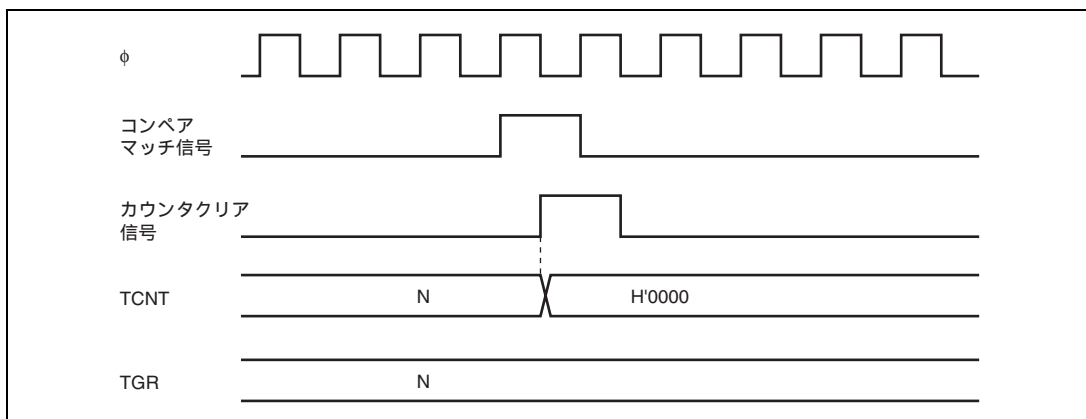 φ
コンペア
マッチ信号
カウンタクリア
信号
TCNT
N
H'0000
TGR
N